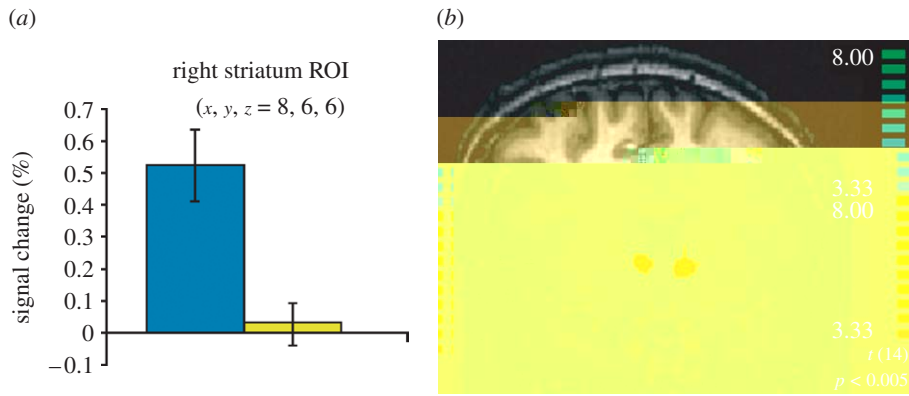 (a)
right striatum ROI
(x, y, z = 8, 6, 6)
signal change (%)
0.7
0.6
0.5
0.4
0.3
0.2
0.1
0
–0.1
(b)
8.00
3.33
8.00
3.33
t (14)
p < 0.005